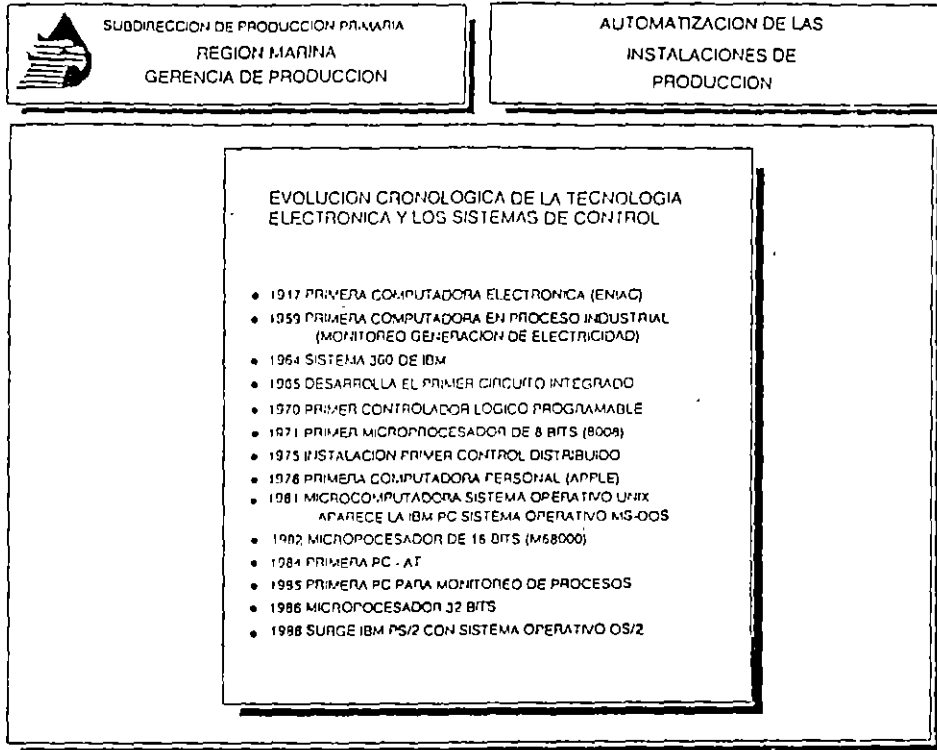 SUBDIRECCION DE PRODUCCION PRIMARIA
REGION MARINA
GERENCIA DE PRODUCCION
AUTOMATIZACION DE LAS
INSTALACIONES DE
PRODUCCION
EVOLUCION CRONOLOGICA DE LA TECNOLOGIA
ELECTRONICA Y LOS SISTEMAS DE CONTROL
• 1947 PRIMERA COMPUTADORA ELECTRONICA (ENIAC)
• 1959 PRIMERA COMPUTADORA EN PROCESO INDUSTRIAL
(MONITOREO GENERACION DE ELECTRICIDAD)
• 1964 SISTEMA 360 DE IBM
• 1965 DESARROLLA EL PRIMER CIRCUITO INTEGRADO
• 1970 PRIMER CONTROLADOR LOGICO PROGRAMABLE
• 1971 PRIMER MICROPROCESADOR DE 8 BITS (8008)
• 1975 INSTALACION PRIMER CONTROL DISTRIBUIDO
• 1976 PRIMERA COMPUTADORA PERSONAL (APPLE)
• 1981 MICROCOMPUTADORA SISTEMA OPERATIVO UNIX
APARECE LA IBM PC SISTEMA OPERATIVO MS-DOS
• 1982 MICROPOCESADOR DE 16 BITS (M68000)
• 1984 PRIMERA PC - AT
• 1985 PRIMERA PC PARA MONITOREO DE PROCESOS
• 1986 MICROPOCESADOR 32 BITS
• 1988 SURGE IBM PS/2 CON SISTEMA OPERATIVO OS/2